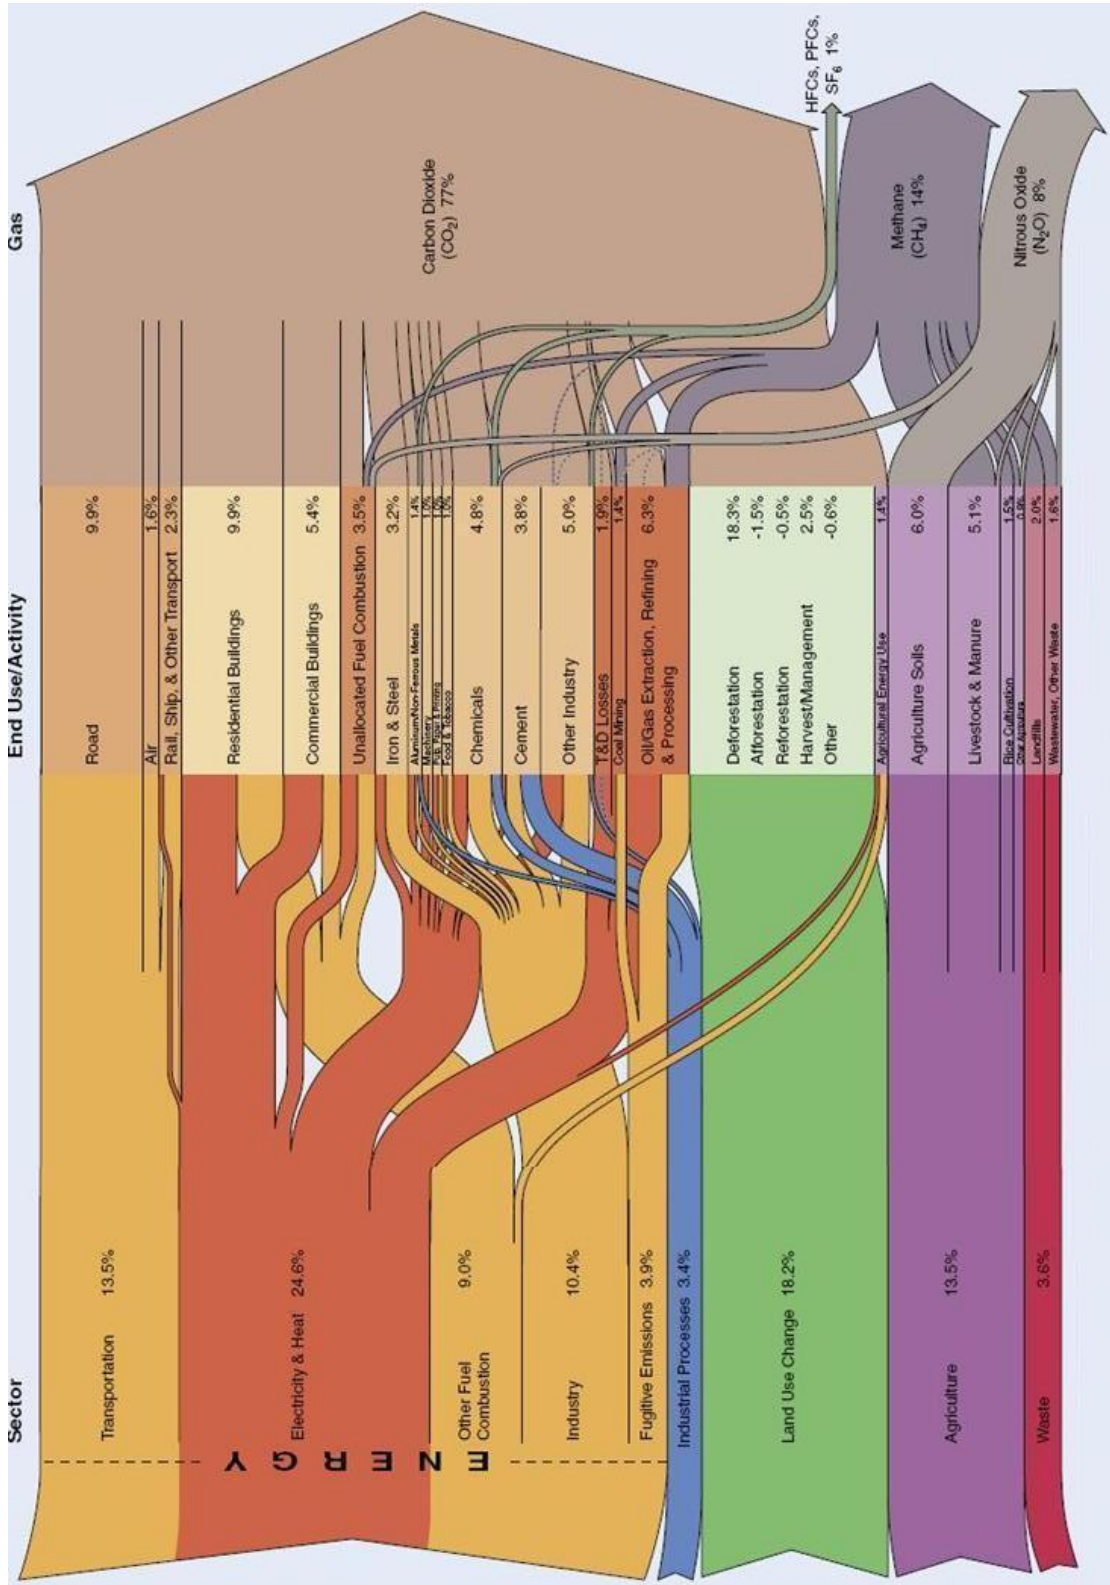 Sector
End Use/Activity
Gas
ENERGY
Transportation 13.5%
Electricity & Heat 24.6%
Other Fuel
Combustion 9.0%
Industry 10.4%
Fugitive Emissions 3.9%
Industrial Processes 3.4%
Land Use Change 18.2%
Agriculture 13.5%
Waste 3.6%
Road 9.9%
Air 1.6%
Rail, Ship, & Other Transport 2.3%
Residential Buildings 9.9%
Commercial Buildings 5.4%
Unallocated Fuel Combustion 3.5%
Iron & Steel 3.2%
Aluminum/Non-Ferrous Metals 1.4%
Machinery 1.0%
Pulp, Paper & Printing 1.0%
Food & Tobacco 1.0%
Chemicals 4.8%
Cement 3.8%
Other Industry 5.0%
T&D Losses 1.9%
Coal Mining 1.4%
Oil/Gas Extraction, Refining
& Processing 6.3%
Deforestation 18.3%
Afforestation -1.5%
Reforestation -0.5%
Harvest/Management 2.5%
Other -0.6%
Agricultural Energy Use 1.4%
Agriculture Soils 6.0%
Livestock & Manure 5.1%
Rice Cultivation 1.5%
Other Agriculture 0.9%
Landfills 2.0%
Wastewater, Other Waste 1.6%
Carbon Dioxide
(CO₂) 77%
HFCs, PFCs,
SF₆ 1%
Methane
(CH₄) 14%
Nitrous Oxide
(N₂O) 8%